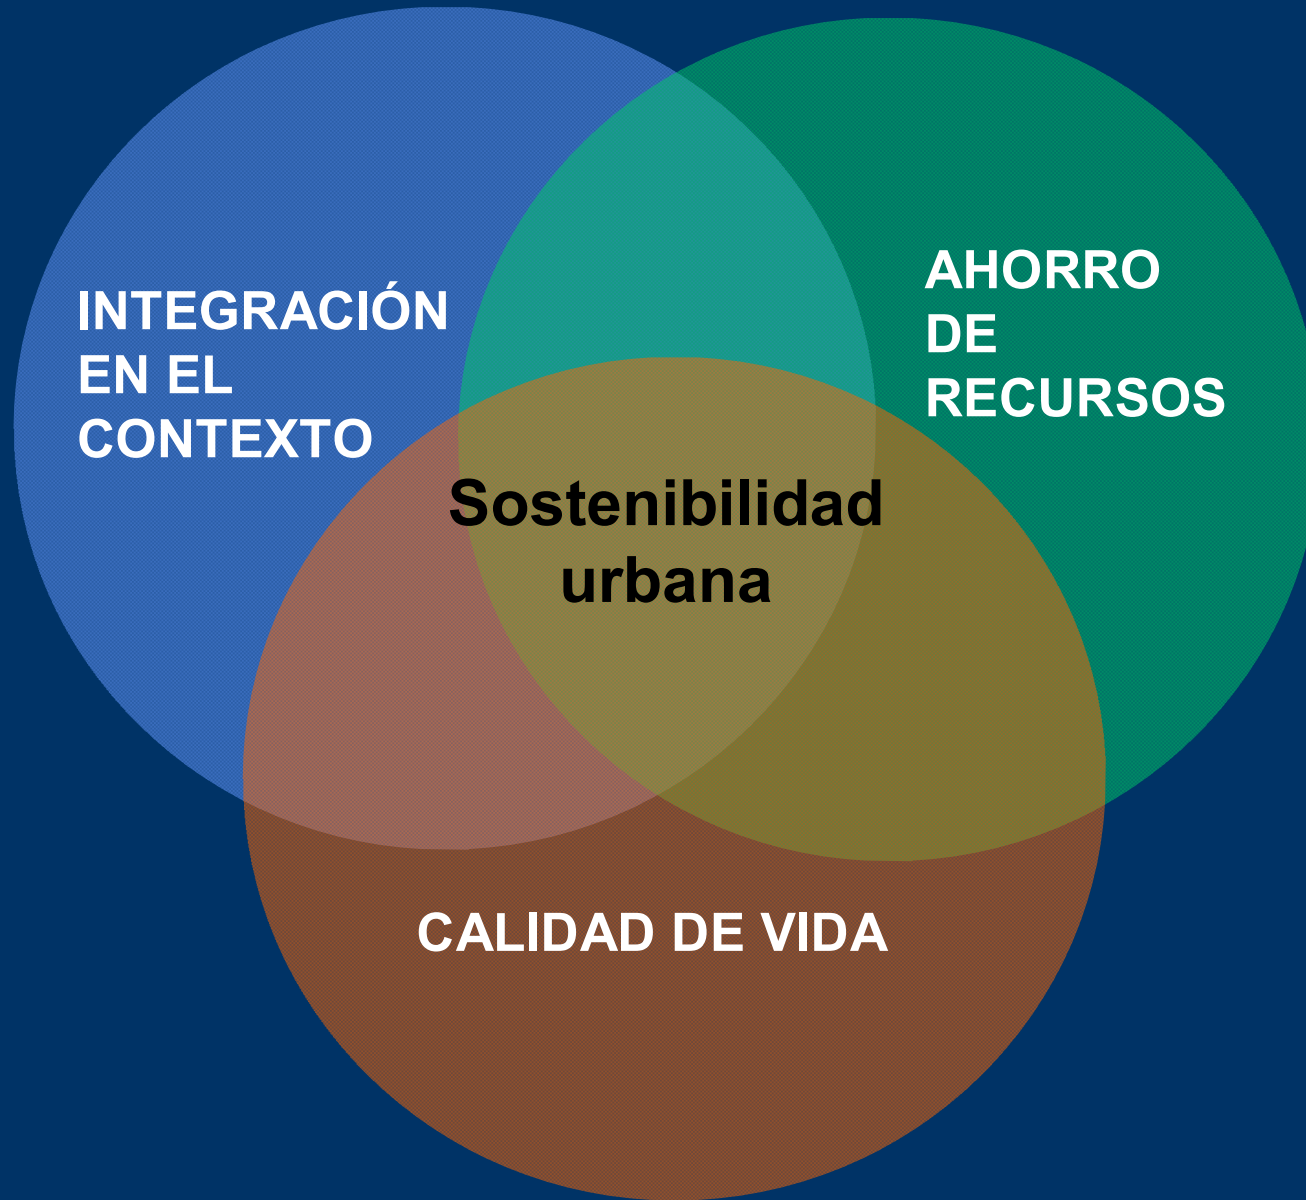 INTEGRACIÓN
EN EL
CONTEXTO
AHORRO
DE
RECURSOS
Sostenibilidad
urbana
CALIDAD DE VIDA